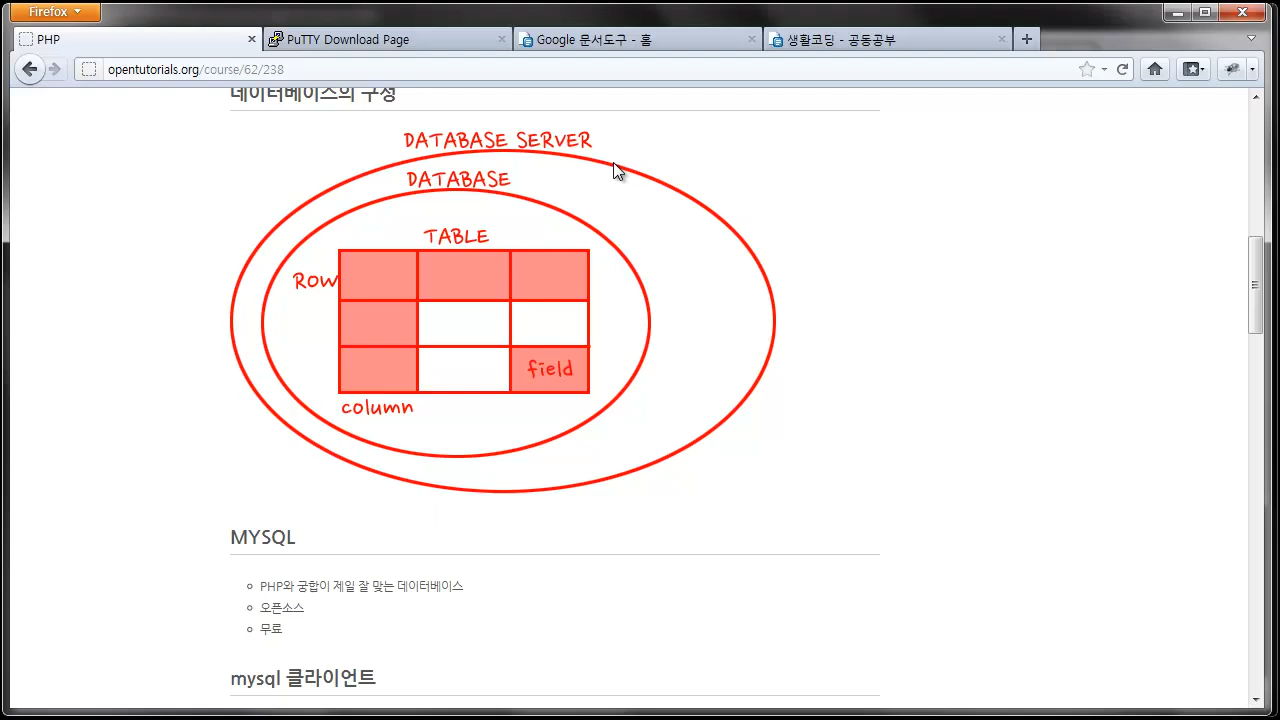 Firefox
PHP
PuTTY Download Page
Google 문서도구 - 홈
생활코딩 - 공동공부
opentutorials.org/course/62/238
데이터베이스의 구성
DATABASE SERVER
DATABASE
TABLE
Row
field
column
MYSQL
PHP와 궁합이 제일 잘 맞는 데이터베이스
오픈소스
무료
mysql 클라이언트